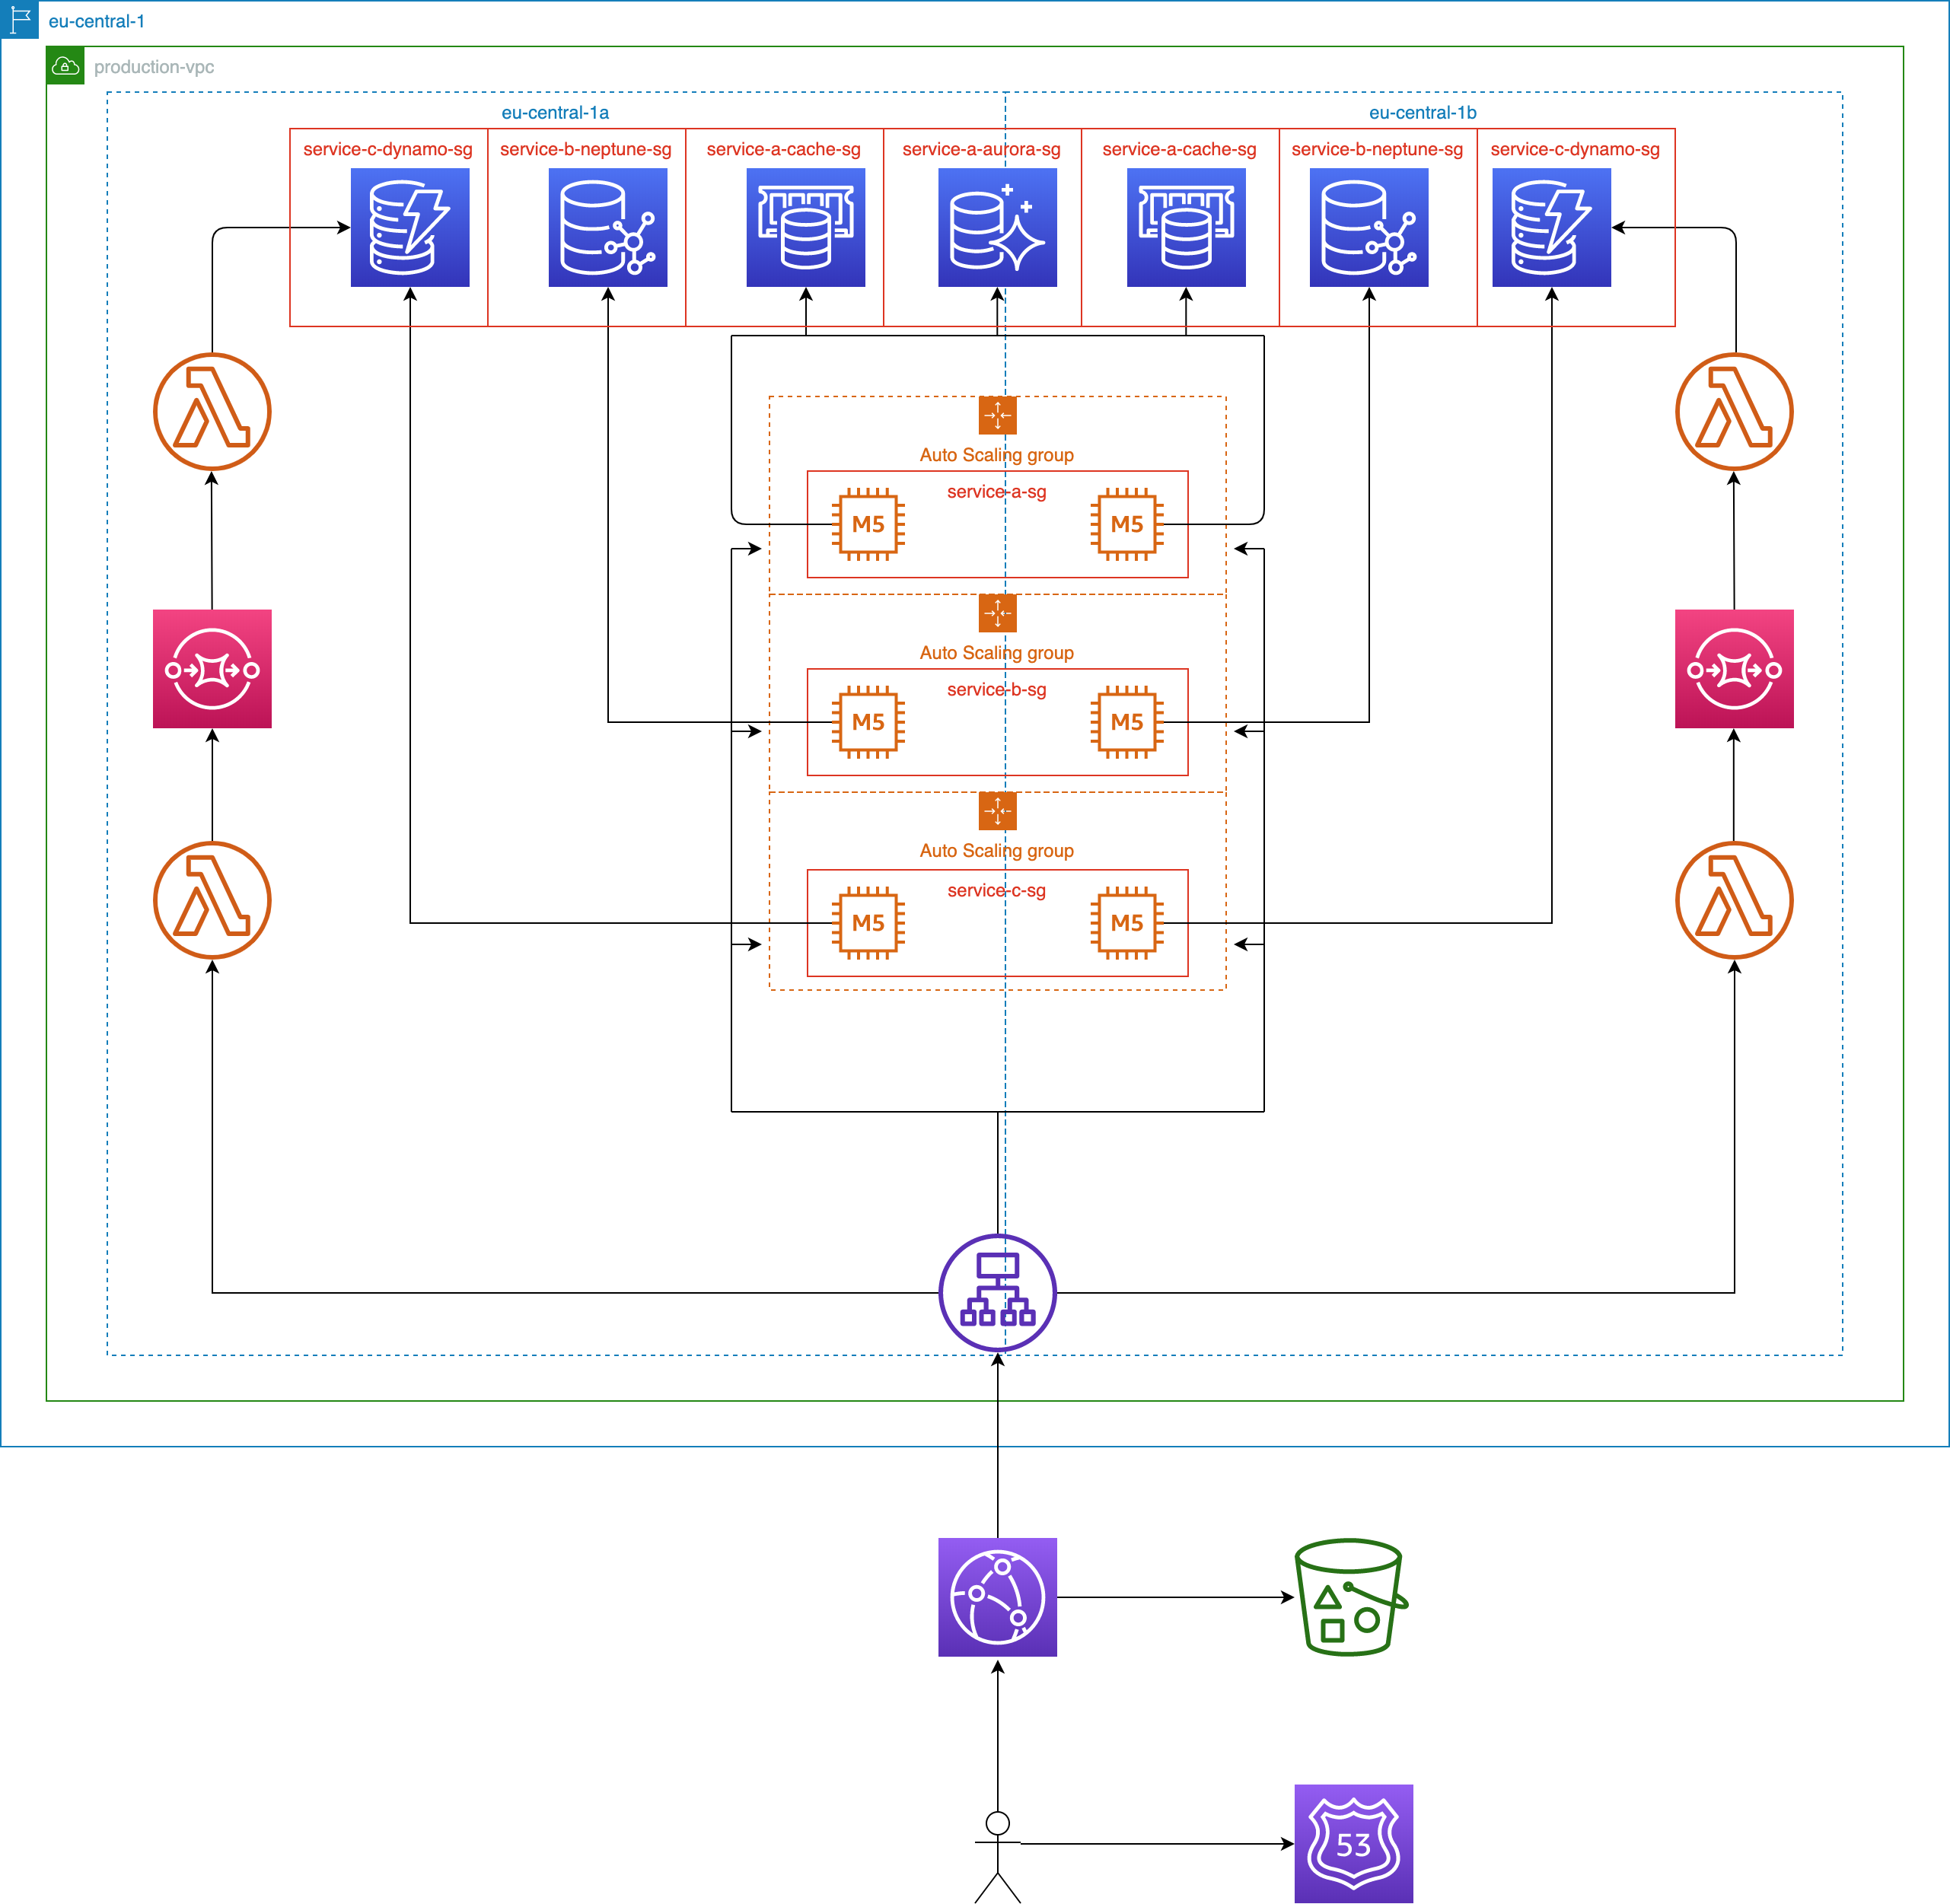 eu-central-1
production-vpc
eu-central-1a
eu-central-1b
service-c-dynamo-sg
service-b-neptune-sg
service-a-cache-sg
service-a-aurora-sg
service-a-cache-sg
service-b-neptune-sg
service-c-dynamo-sg
Auto Scaling group
service-a-sg
M5
M5
Auto Scaling group
service-b-sg
M5
M5
Auto Scaling group
service-c-sg
M5
M5
53